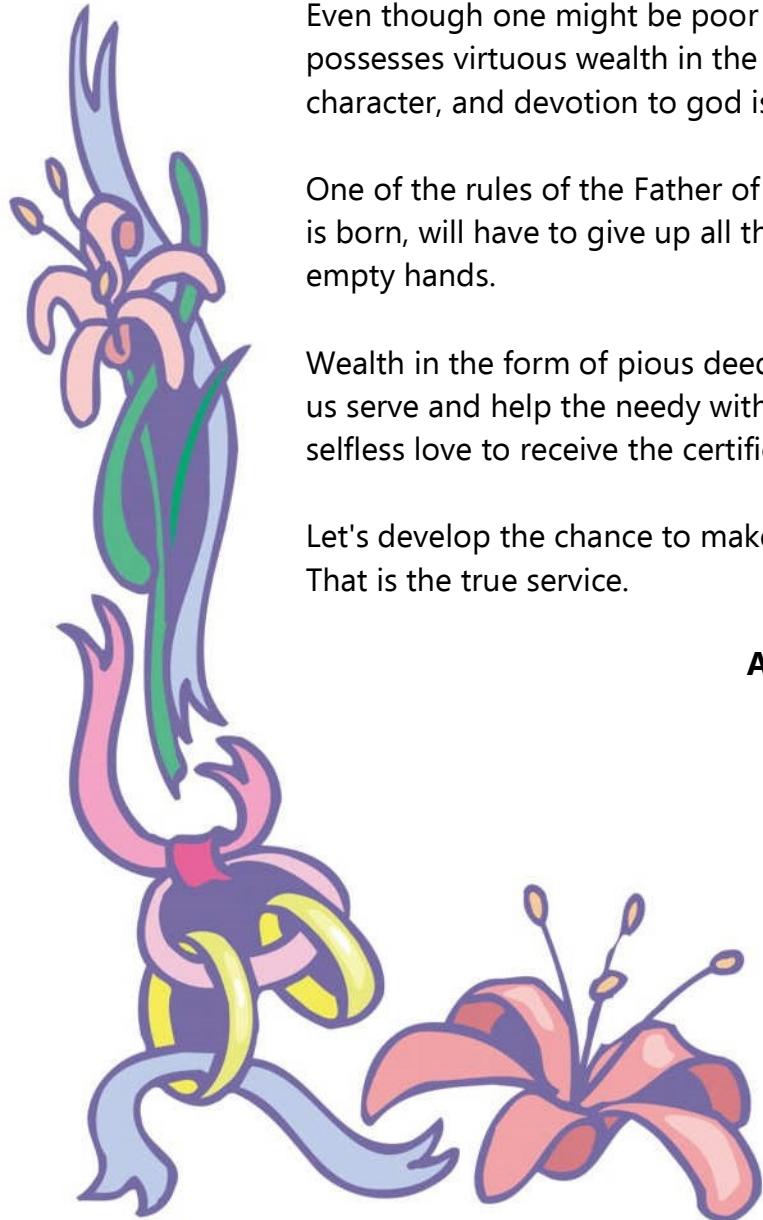 Even though one might be poor
possesses virtuous wealth in the
character, and devotion to god is
One of the rules of the Father of
is born, will have to give up all th
empty hands.
Wealth in the form of pious deed
us serve and help the needy with
selfless love to receive the certifi
Let's develop the chance to make
That is the true service.
A